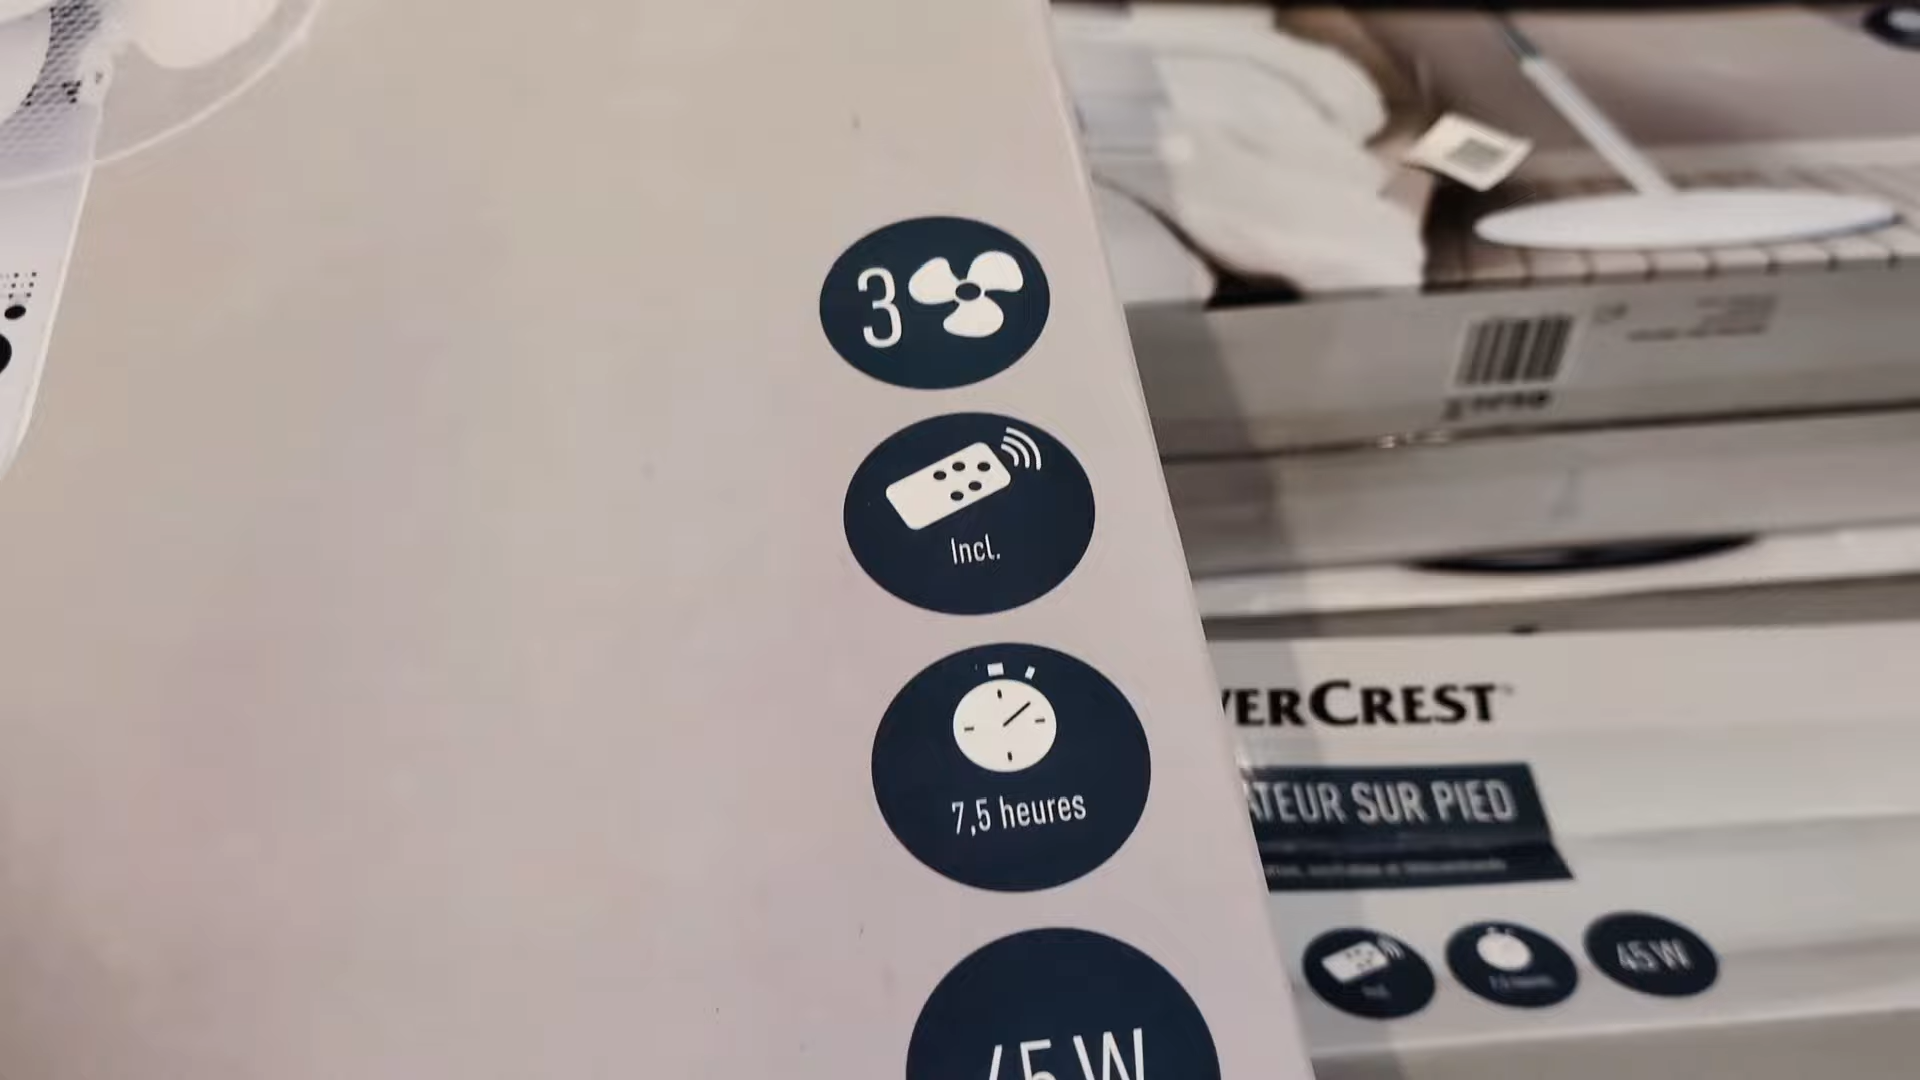 3
Incl.
7,5 heures
45 W
VERCREST
ATEUR SUR PIED
45 W